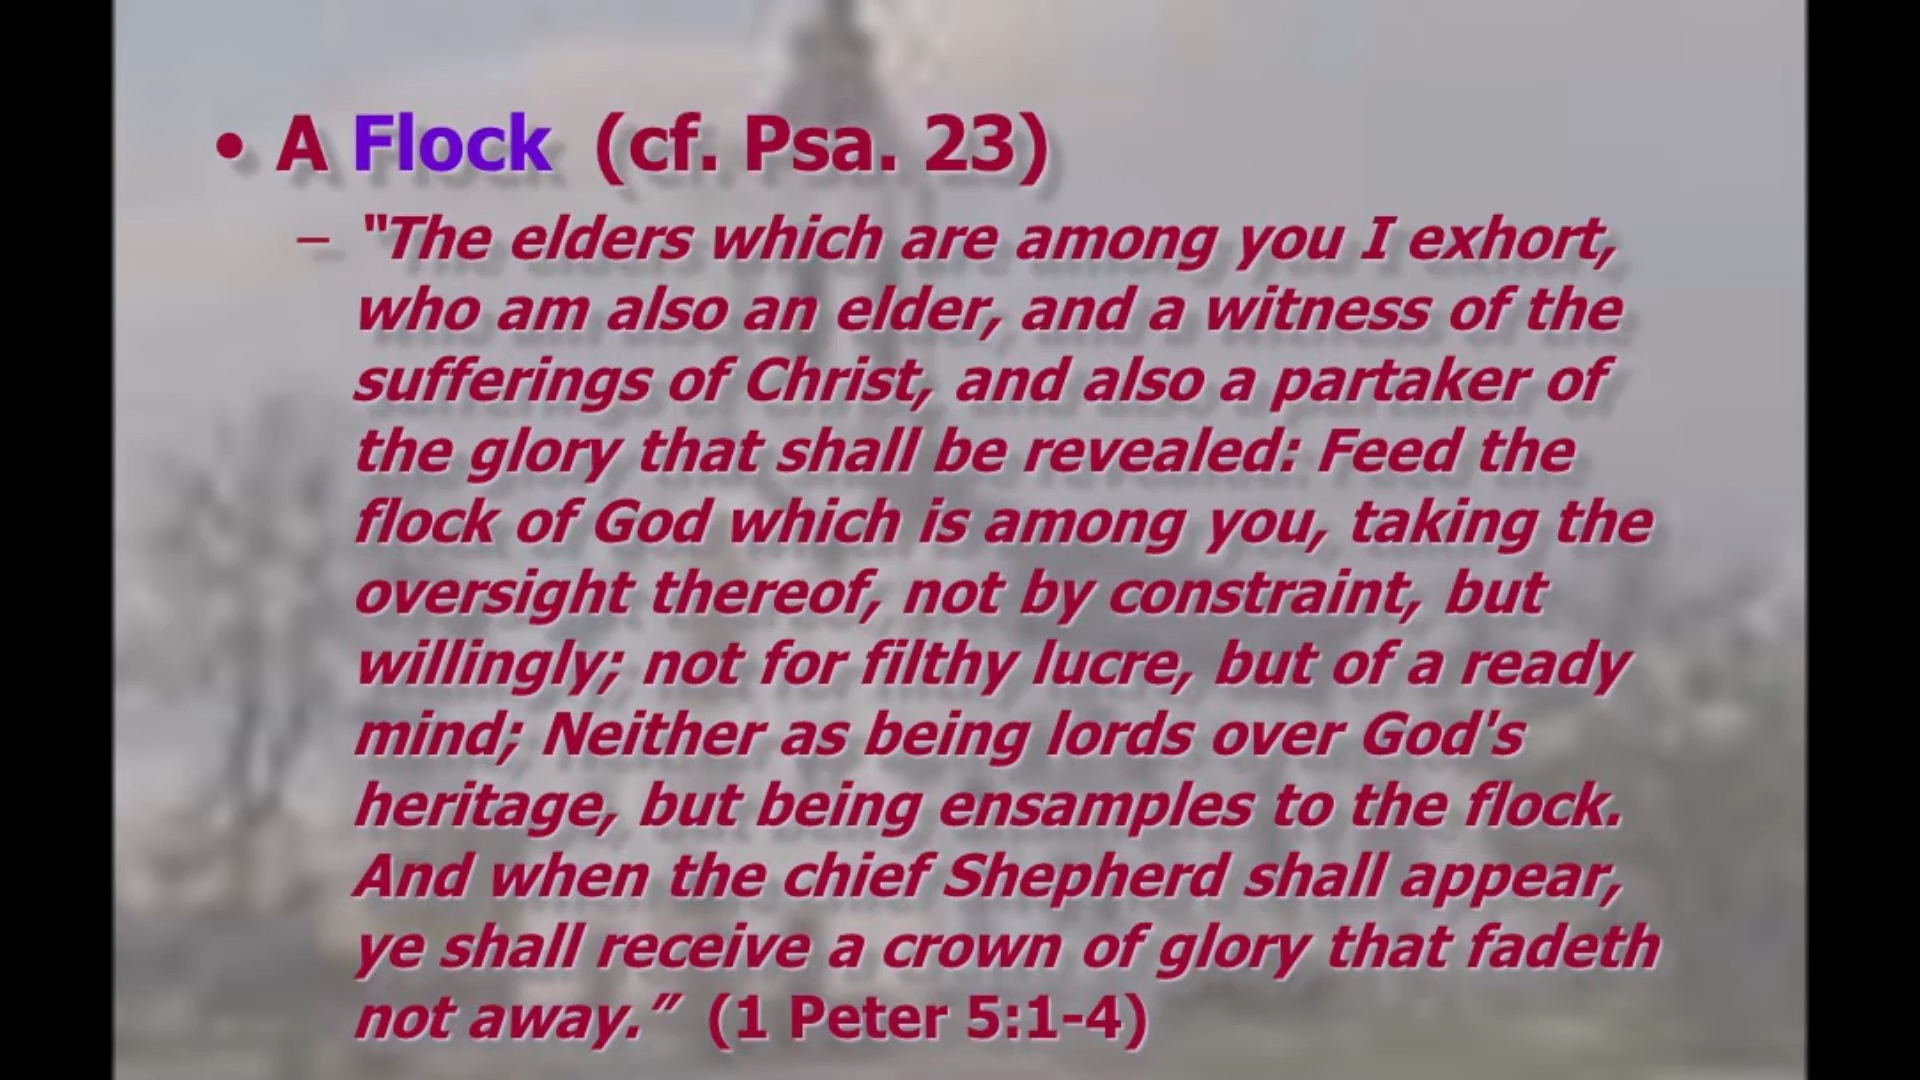 • A Flock (cf. Psa. 23)
– “The elders which are among you I exhort,
who am also an elder, and a witness of the
sufferings of Christ, and also a partaker of
the glory that shall be revealed: Feed the
flock of God which is among you, taking the
oversight thereof, not by constraint, but
willingly; not for filthy lucre, but of a ready
mind; Neither as being lords over God's
heritage, but being ensamples to the flock.
And when the chief Shepherd shall appear,
ye shall receive a crown of glory that fadeth
not away.” (1 Peter 5:1-4)